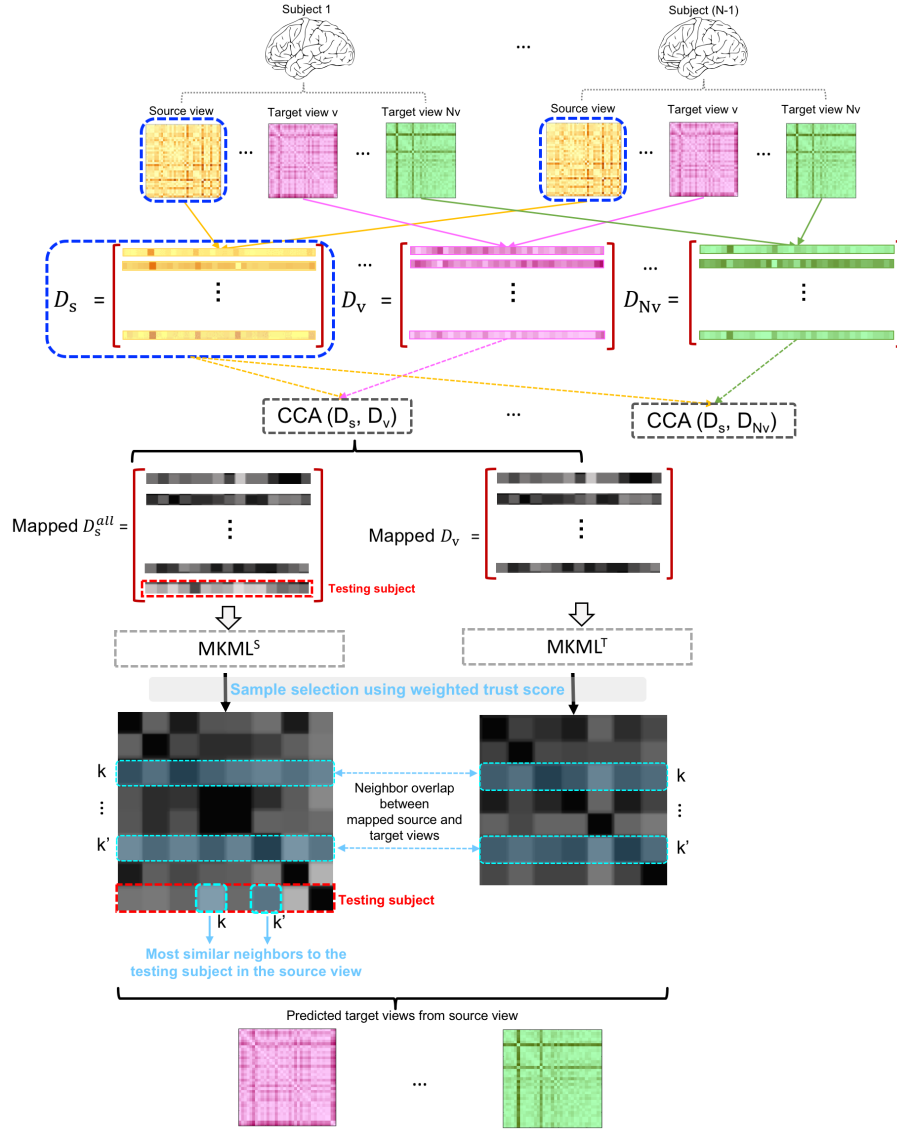 Subject 1
...
Subject (N-1)
Source view
Target view v
Target view Nv
Source view
Target view v
Target view Nv
...
...
...
...
D_s =
...
D_v =
...
D_Nv =
CCA (D_s, D_v)
...
CCA (D_s, D_Nv)
Mapped D_s^all =
Mapped D_v =
Testing subject
MKML^S
MKML^T
Sample selection using weighted trust score
k
k
Neighbor overlap
between
mapped source and
target views
k'
k'
Testing subject
k
k'
Most similar neighbors to the
testing subject in the source view
Predicted target views from source view
...